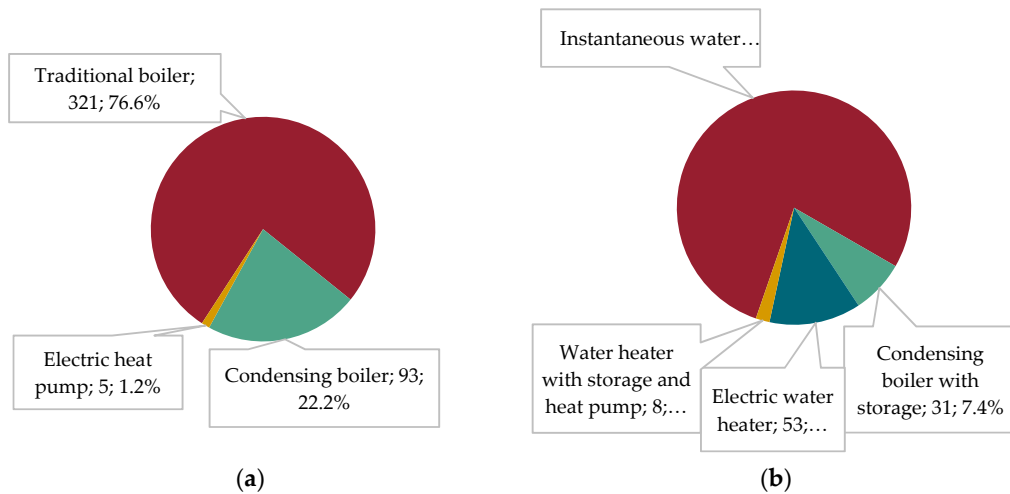 Traditional boiler;
321; 76.6%
Electric heat
pump; 5; 1.2%
Condensing boiler; 93;
22.2%
(a)
Instantaneous water…
Water heater
with storage and
heat pump; 8;…
Electric water
heater; 53;…
Condensing
boiler with
storage; 31; 7.4%
(b)